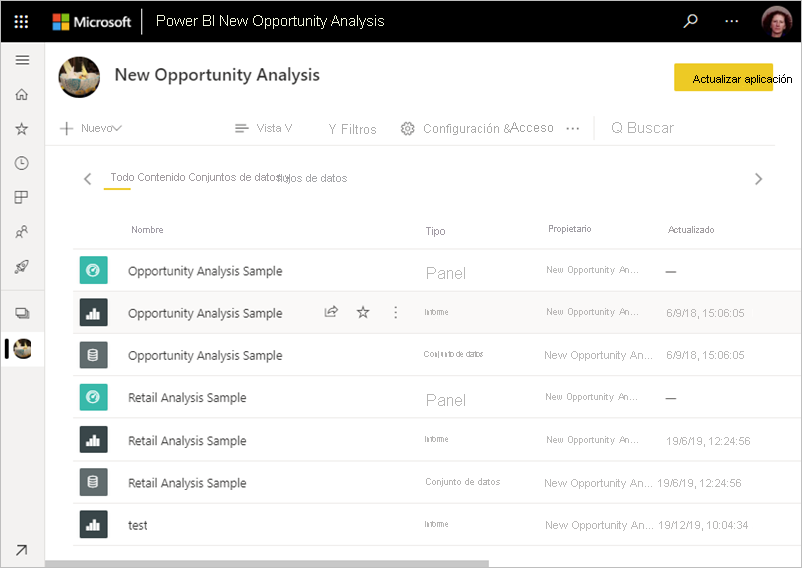 Microsoft Power BI New Opportunity Analysis
New Opportunity Analysis
Actualizar aplicación
Nuevo Vista V Y Filtros Configuración & Acceso Q Buscar
Todo Contenido Conjuntos de datos y flujos de datos
Nombre Tipo Propietario Actualizado
Opportunity Analysis Sample Panel New Opportunity An... —
Opportunity Analysis Sample Informe New Opportunity An... 6/9/18, 15:06:05
Opportunity Analysis Sample Conjunto de datos New Opportunity An... 6/9/18, 15:06:05
Retail Analysis Sample Panel New Opportunity An... —
Retail Analysis Sample Informe New Opportunity An... 19/6/19, 12:24:56
Retail Analysis Sample Conjunto de datos New Opportunity An... 19/6/19, 12:24:56
test Informe New Opportunity An... 19/12/19, 10:04:34